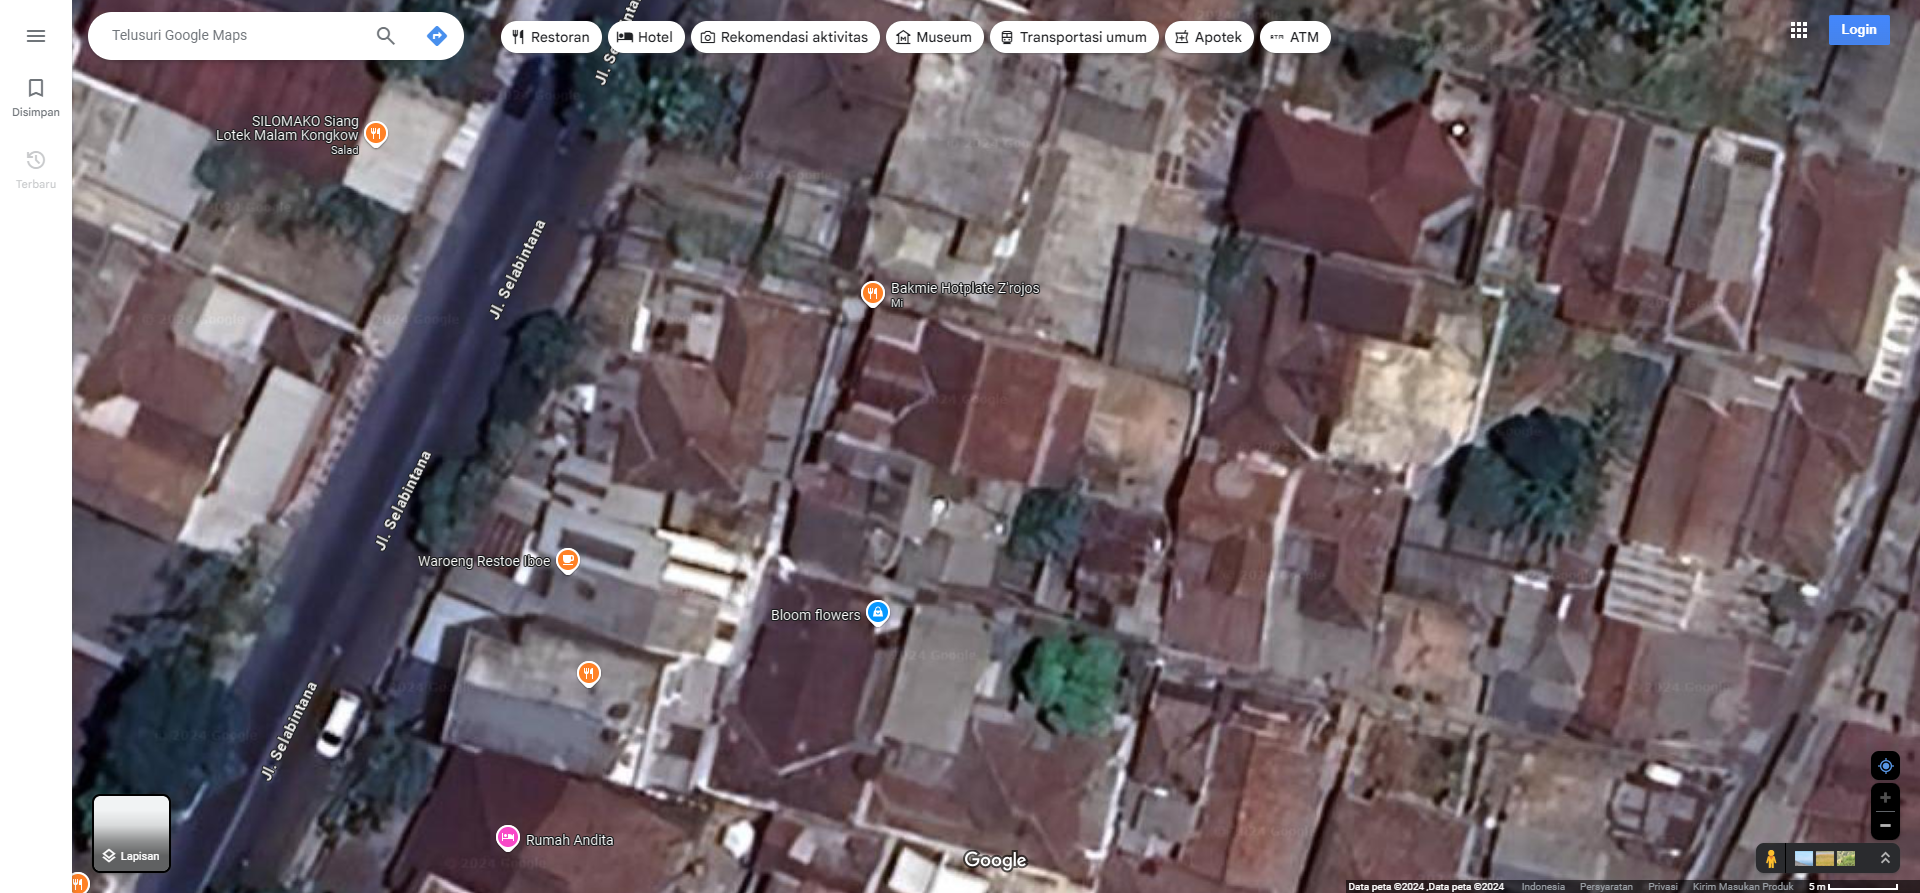 Telusuri Google Maps
Restoran
Hotel
Rekomendasi aktivitas
Museum
Transportasi umum
Apotek
ATM
Login
Disimpan
Terbaru
Jl. Selabintana
SILOMAKO Siang
Lotek Malam Kongkow
Salad
Jl. Selabintana
Bakmie Hotplate Z'rojos
Mi
Jl. Selabintana
Waroeng Restoe Iboe
Bloom flowers
Jl. Selabintana
Rumah Andita
Lapisan
Google
Data peta ©2024 ,Data peta ©2024
Indonesia
Persyaratan
Privasi
Kirim Masukan Produk
5 m